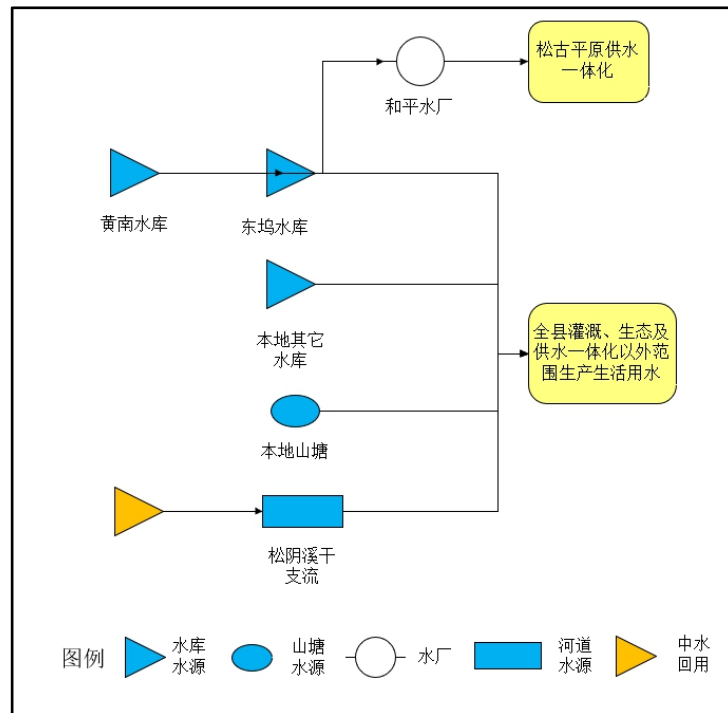 松古平原供水
一体化
和平水厂
黄南水库
东坞水库
本地其它
水库
全县灌溉、生态及
供水一体化以外范
围生产生活用水
本地山塘
松阴溪干
支流
图例
水库
水源
山塘
水源
水厂
河道
水源
中水
回用